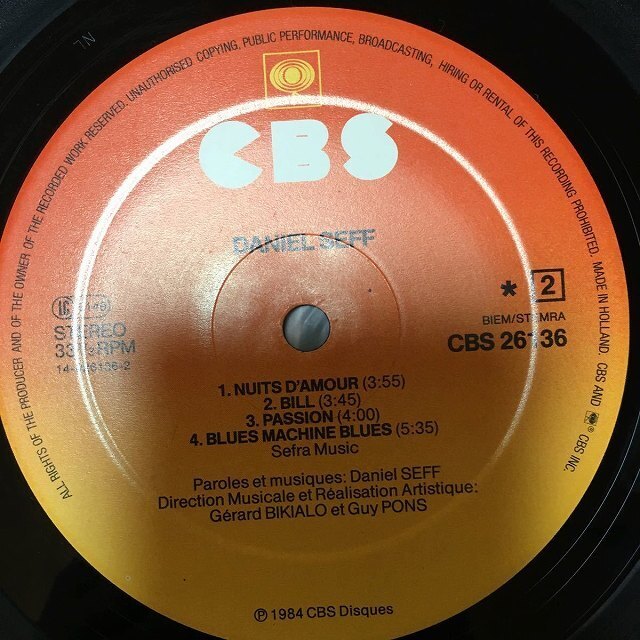 ALL RIGHTS OF THE PRODUCER AND OF THE OWNER OF THE RECORDED WORK RESERVED. UNAUTHORISED COPYING, PUBLIC PERFORMANCE, BROADCASTING, HIRING OR RENTAL OF THIS RECORDING PROHIBITED. MADE IN HOLLAND. CBS AND ® CBS INC.
CBS
DANIEL SEFF
* 2
STEREO
BIEM/STEMRA
33⅓RPM
CBS 26136
1. NUITS D'AMOUR (3:55)
2. BILL (3:45)
3. PASSION (4:00)
4. BLUES MACHINE BLUES (5:35)
Sefra Music
Paroles et musiques: Daniel SEFF
Direction Musicale et Réalisation Artistique:
Gérard BIKIALO et Guy PONS
℗ 1984 CBS Disques